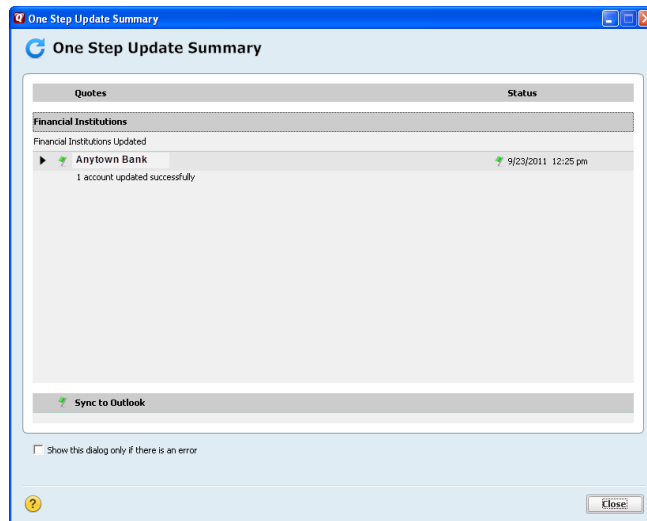 One Step Update Summary
One Step Update Summary
Quotes Status
Financial Institutions
Financial Institutions Updated
Anytown Bank 9/23/2011 12:25 pm
1 account updated successfully
Sync to Outlook
Show this dialog only if there is an error
? Close